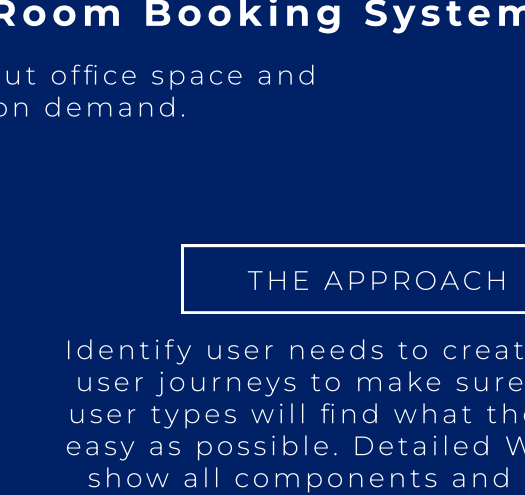 Room Booking System
ut office space and
on demand.
THE APPROACH
Identify user needs to creat
user journeys to make sure
user types will find what the
easy as possible. Detailed W
show all components and